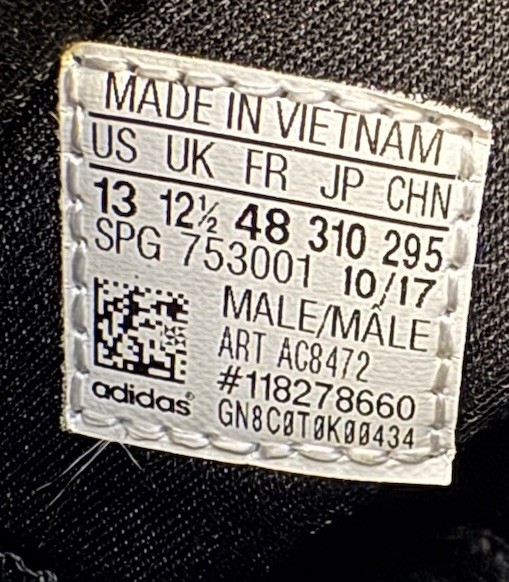 MADE IN VIETNAM
US UK FR JP CHN
13 12½ 48 310 295
SPG 753001 10/17
MALE/MÂLE
ART AC8472
#118278660
GN8C0T0K00434
adidas®